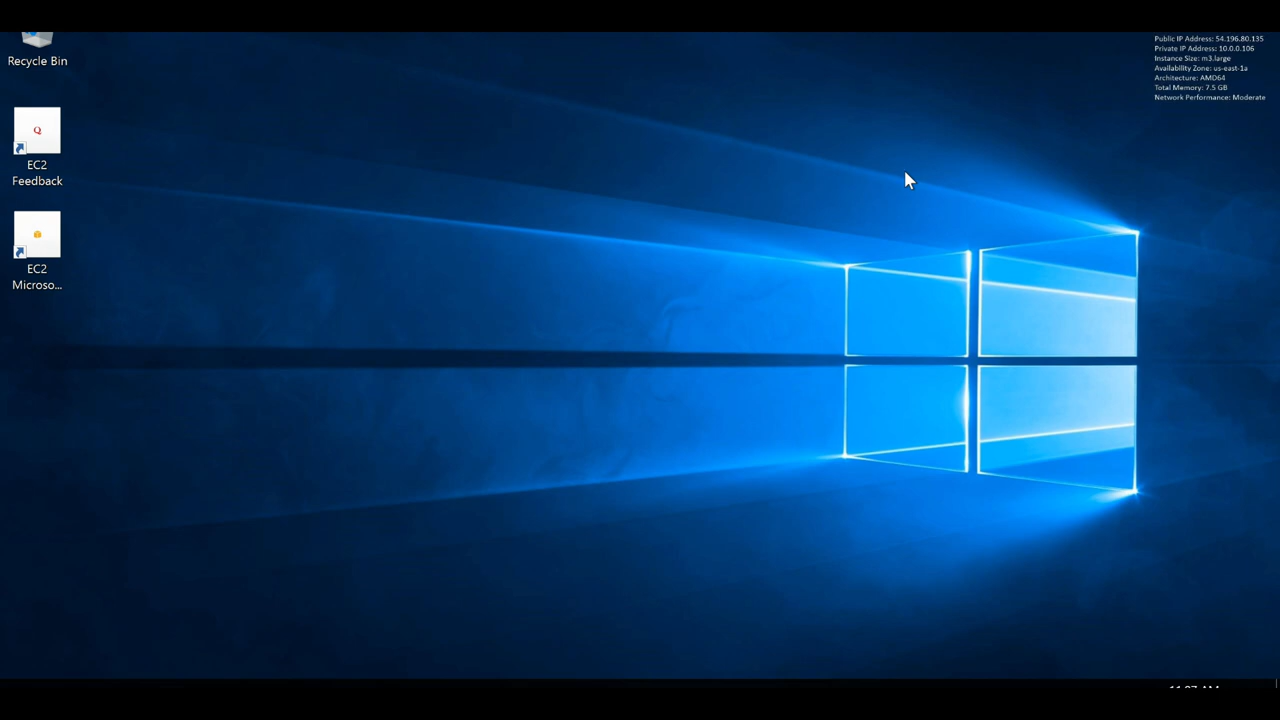 Recycle Bin
EC2
Feedback
EC2
Microso...
Public IP Address: 54.196.80.135
Private IP Address: 10.0.0.106
Instance Size: m3.large
Availability Zone: us-east-1a
Architecture: AMD64
Total Memory: 7.5 GB
Network Performance: Moderate